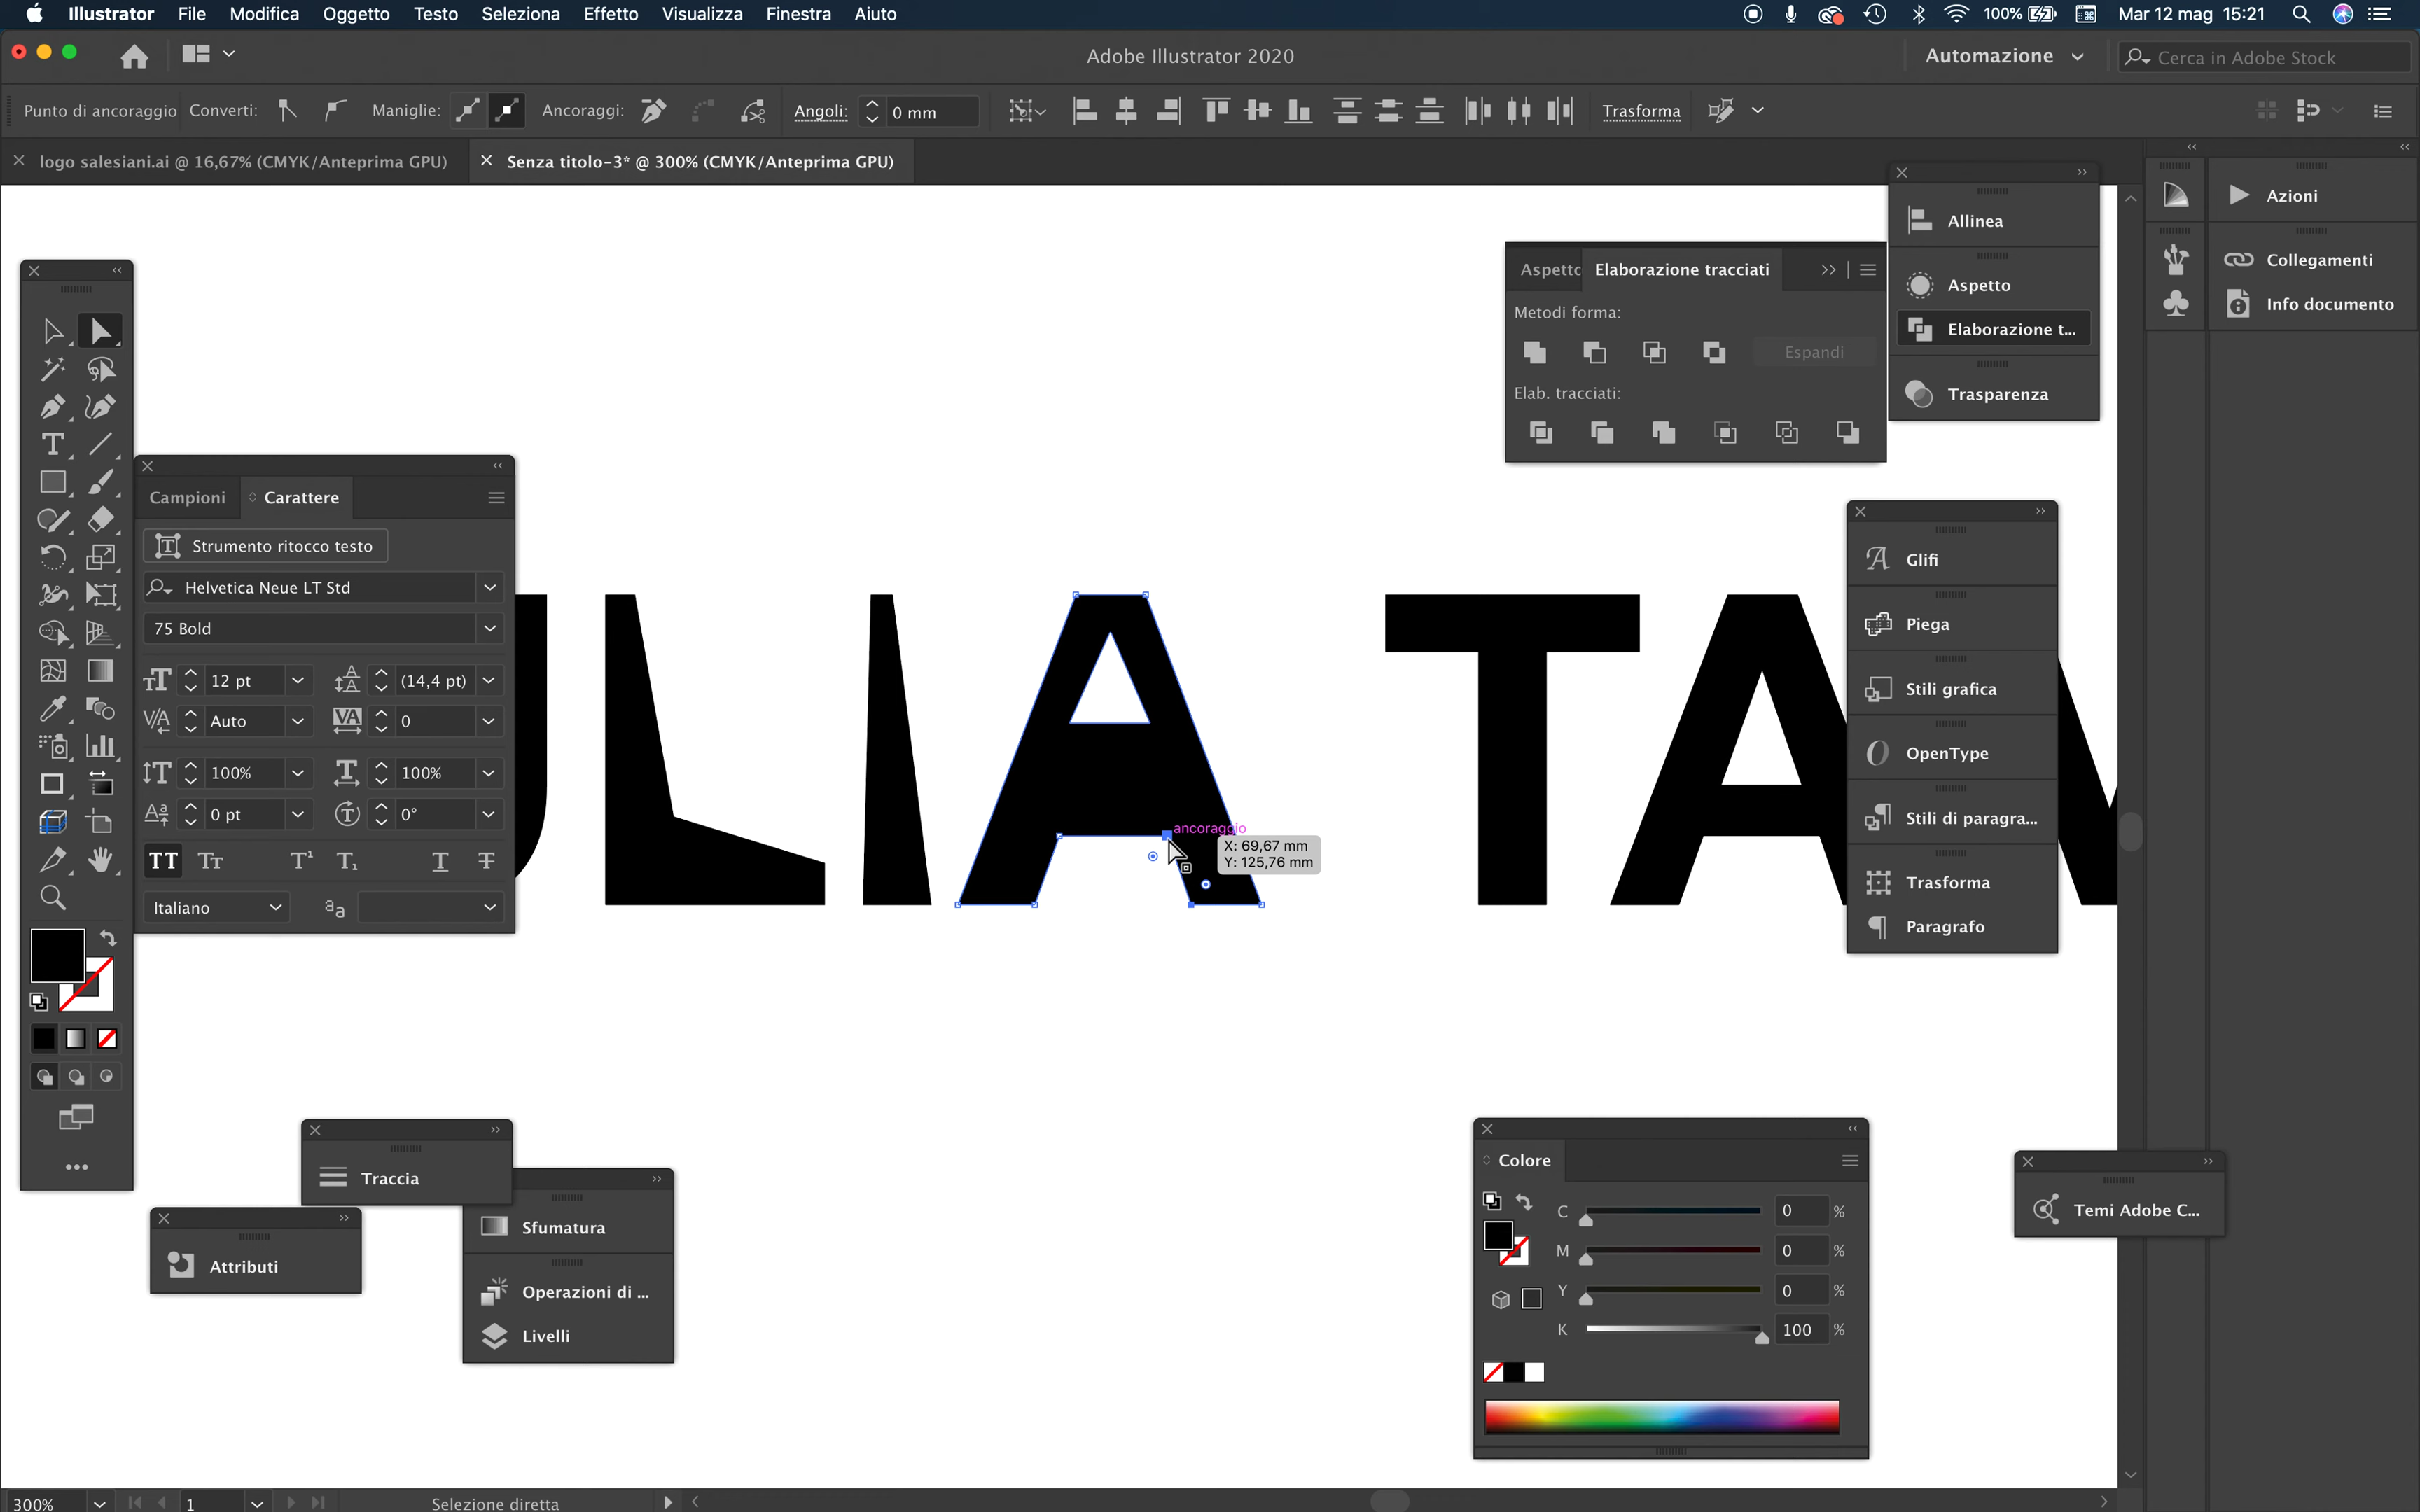 Illustrator File Modifica Oggetto Testo Seleziona Effetto Visualizza Finestra Aiuto 100% Mar 12 mag 15:21
Adobe Illustrator 2020 Automazione Cerca in Adobe Stock
Punto di ancoraggio Converti: Maniglie: Ancoraggi: Angoli: 0 mm Trasforma
logo salesiani.ai @ 16,67% (CMYK/Anteprima GPU) Senza titolo-3* @ 300% (CMYK/Anteprima GPU)
Azioni
Collegamenti
Info documento
Allinea
Aspetto
Elaborazione t...
Trasparenza
Aspetto Elaborazione tracciati
Metodi forma:
Espandi
Elab. tracciati:
Campioni Carattere
Strumento ritocco testo
Helvetica Neue LT Std
75 Bold
12 pt (14,4 pt)
Auto 0
100% 100%
0 pt 0°
TT Tт T¹ T₁ T T
Italiano aa
ULIA TA
ancoraggio
X: 69,67 mm
Y: 125,76 mm
Glifi
Piega
Stili grafica
OpenType
Stili di paragra...
Trasforma
Paragrafo
Traccia
Attributi
Sfumatura
Operazioni di ...
Livelli
Colore
C 0 %
M 0 %
Y 0 %
K 100 %
Temi Adobe C...
300% 1 Selezione diretta